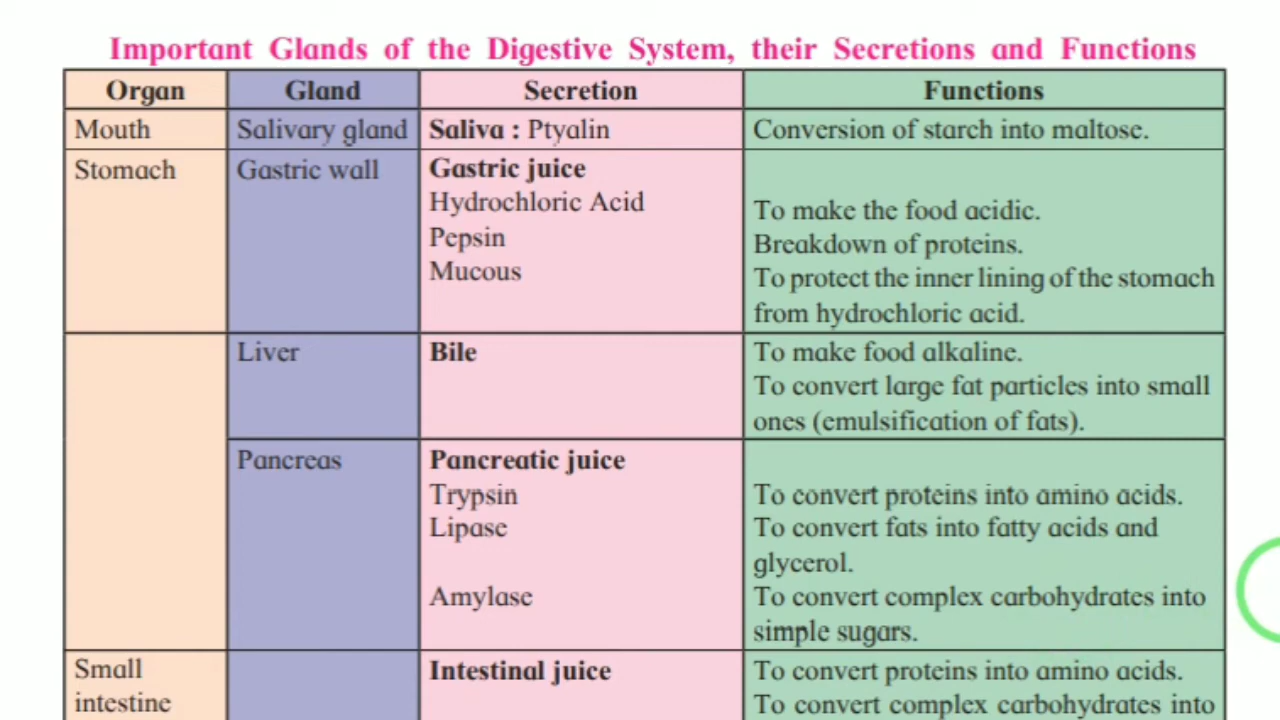 Important Glands of the Digestive System, their Secretions and Functions
Organ Gland Secretion Functions
Mouth Salivary gland Saliva : Ptyalin Conversion of starch into maltose.
Stomach Gastric wall Gastric juice
Hydrochloric Acid To make the food acidic.
Pepsin Breakdown of proteins.
Mucous To protect the inner lining of the stomach
from hydrochloric acid.
Liver Bile To make food alkaline.
To convert large fat particles into small
ones (emulsification of fats).
Pancreas Pancreatic juice
Trypsin To convert proteins into amino acids.
Lipase To convert fats into fatty acids and
glycerol.
Amylase To convert complex carbohydrates into
simple sugars.
Small Intestinal juice To convert proteins into amino acids.
intestine To convert complex carbohydrates into